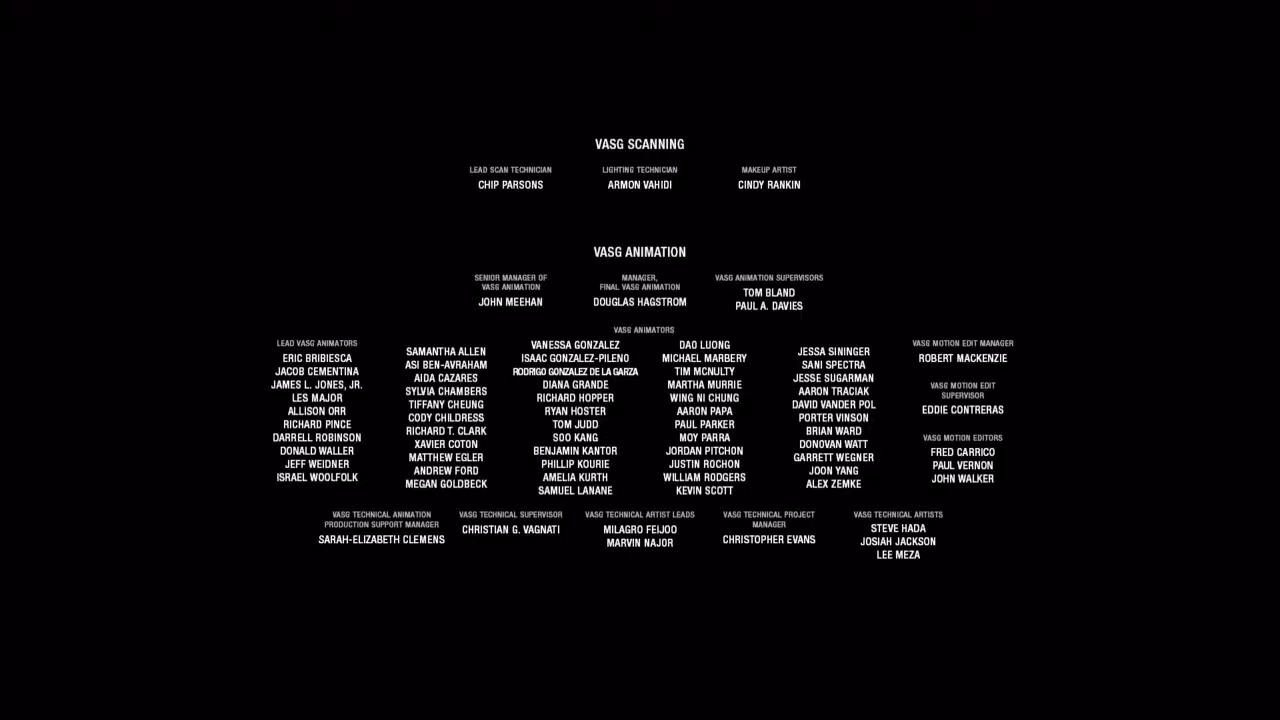 VASG SCANNING
LEAD SCAN TECHNICIAN
CHIP PARSONS
LIGHTING TECHNICIAN
ARMON VAHIDI
MAKEUP ARTIST
CINDY RANKIN
VASG ANIMATION
SENIOR MANAGER OF
VASG ANIMATION
JOHN MEEHAN
MANAGER,
FINAL VASG ANIMATION
DOUGLAS HAGSTROM
VASG ANIMATION SUPERVISORS
TOM BLAND
PAUL A. DAVIES
LEAD VASG ANIMATORS
ERIC BRIBIESCA
JACOB CEMENTINA
JAMES L. JONES, JR.
LES MAJOR
ALLISON ORR
RICHARD PINCE
DARRELL ROBINSON
DONALD WALLER
JEFF WEIDNER
ISRAEL WOOLFOLK
VASG ANIMATORS
SAMANTHA ALLEN
ASI BEN-AVRAHAM
AIDA CAZARES
SYLVIA CHAMBERS
TIFFANY CHEUNG
CODY CHILDRESS
RICHARD T. CLARK
XAVIER COTON
MATTHEW EGLER
ANDREW FORD
MEGAN GOLDBECK
VANESSA GONZALEZ
ISAAC GONZALEZ-PILENO
RODRIGO GONZALEZ DE LA GARZA
DIANA GRANDE
RICHARD HOPPER
RYAN HOSTER
TOM JUDD
SOO KANG
BENJAMIN KANTOR
PHILLIP KOURIE
AMELIA KURTH
SAMUEL LANANE
DAO LUONG
MICHAEL MARBERY
TIM MCNULTY
MARTHA MURRIE
WING NI CHUNG
AARON PAPA
PAUL PARKER
MOY PARRA
JORDAN PITCHON
JUSTIN ROCHON
WILLIAM RODGERS
KEVIN SCOTT
JESSA SININGER
SANI SPECTRA
JESSE SUGARMAN
AARON TRACIAK
DAVID VANDER POL
PORTER VINSON
BRIAN WARD
DONOVAN WATT
GARRETT WEGNER
JOON YANG
ALEX ZEMKE
VASG MOTION EDIT MANAGER
ROBERT MACKENZIE
VASG MOTION EDIT
SUPERVISOR
EDDIE CONTRERAS
VASG MOTION EDITORS
FRED CARRICO
PAUL VERNON
JOHN WALKER
VASG TECHNICAL ANIMATION
PRODUCTION SUPPORT MANAGER
SARAH-ELIZABETH CLEMENS
VASG TECHNICAL SUPERVISOR
CHRISTIAN G. VAGNATI
VASG TECHNICAL ARTIST LEADS
MILAGRO FEIJOO
MARVIN NAJOR
VASG TECHNICAL PROJECT
MANAGER
CHRISTOPHER EVANS
VASG TECHNICAL ARTISTS
STEVE HADA
JOSIAH JACKSON
LEE MEZA